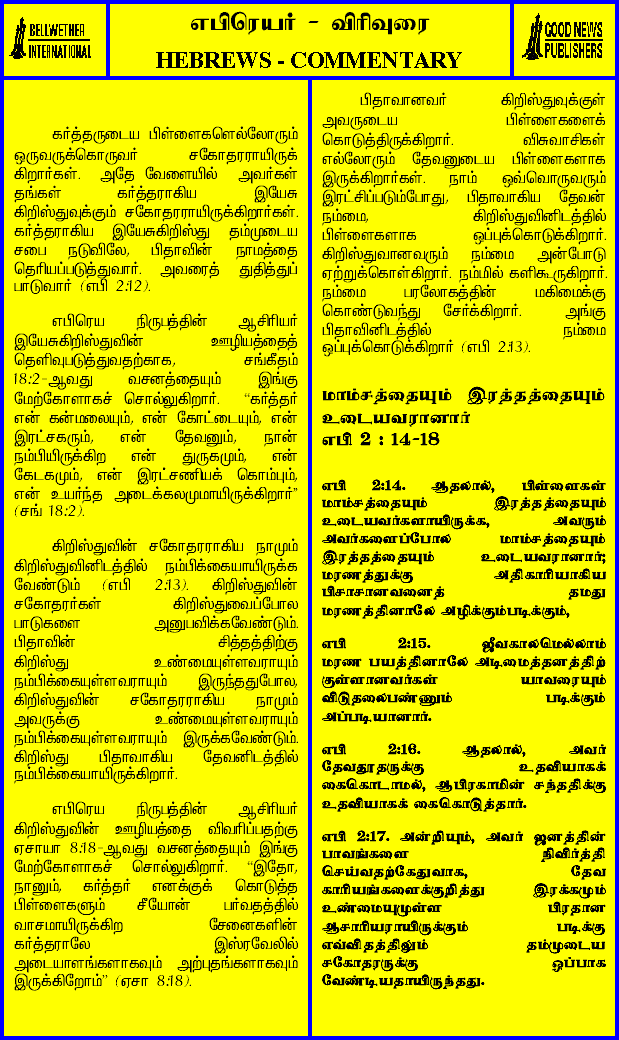 BELLWETHER
INTERNATIONAL
எபிரெயர் - விரிவுரை
HEBREWS - COMMENTARY
GOOD NEWS
PUBLISHERS
கர்த்தருடைய பிள்ளைகளெல்லோரும்
ஒருவருக்கொருவர் சகோதரராயிருக்
கிறார்கள். அதே வேளையில் அவர்கள்
தங்கள் கர்த்தராகிய இயேசு
கிறிஸ்துவுக்கும் சகோதரராயிருக்கிறார்கள்.
கர்த்தராகிய இயேசுகிறிஸ்து தம்முடைய
சபை நடுவிலே, பிதாவின் நாமத்தை
தெரியப்படுத்துவார். அவரைத் துதித்துப்
பாடுவார் (எபி 2:12).
எபிரெய நிருபத்தின் ஆசிரியர்
இயேசுகிறிஸ்துவின் ஊழியத்தைத்
தெளிவுபடுத்துவதற்காக, சங்கீதம்
18:2-ஆவது வசனத்தையும் இங்கு
மேற்கோளாகச் சொல்லுகிறார். “கர்த்தர்
என் கன்மலையும், என் கோட்டையும், என்
இரட்சகரும், என் தேவனும், நான்
நம்பியிருக்கிற என் துருகமும், என்
கேடகமும், என் இரட்சணியக் கொம்பும்,
என் உயர்ந்த அடைக்கலமுமாயிருக்கிறார்”
(சங் 18:2).
கிறிஸ்துவின் சகோதரராகிய நாமும்
கிறிஸ்துவினிடத்தில் நம்பிக்கையாயிருக்க
வேண்டும் (எபி 2:13). கிறிஸ்துவின்
சகோதரர்கள் கிறிஸ்துவைப்போல
பாடுகளை அனுபவிக்கவேண்டும்.
பிதாவின் சித்தத்திற்கு
கிறிஸ்து உண்மையுள்ளவராயும்
நம்பிக்கையுள்ளவராயும் இருந்ததுபோல,
கிறிஸ்துவின் சகோதரராகிய நாமும்
அவருக்கு உண்மையுள்ளவராயும்
நம்பிக்கையுள்ளவராயும் இருக்கவேண்டும்.
கிறிஸ்து பிதாவாகிய தேவனிடத்தில்
நம்பிக்கையாயிருக்கிறார்.
எபிரெய நிருபத்தின் ஆசிரியர்
கிறிஸ்துவின் ஊழியத்தை விவரிப்பதற்கு
ஏசாயா 8:18-ஆவது வசனத்தையும் இங்கு
மேற்கோளாகச் சொல்லுகிறார். “இதோ,
நானும், கர்த்தர் எனக்குக் கொடுத்த
பிள்ளைகளும் சீயோன் பர்வதத்தில்
வாசமாயிருக்கிற சேனைகளின்
கர்த்தராலே இஸ்ரவேலில்
அடையாளங்களாகவும் அற்புதங்களாகவும்
இருக்கிறோம்” (ஏசா 8:18).
பிதாவானவர் கிறிஸ்துவுக்குள்
அவருடைய பிள்ளைகளைக்
கொடுத்திருக்கிறார். விசுவாசிகள்
எல்லோரும் தேவனுடைய பிள்ளைகளாக
இருக்கிறார்கள். நாம் ஒவ்வொருவரும்
இரட்சிப்படும்போது, பிதாவாகிய தேவன்
நம்மை, கிறிஸ்துவினிடத்தில்
பிள்ளைகளாக ஒப்புக்கொடுக்கிறார்.
கிறிஸ்துவானவரும் நம்மை அன்போடு
ஏற்றுக்கொள்கிறார். நம்மில் களிகூருகிறார்.
நம்மை பரலோகத்தின் மகிமைக்கு
கொண்டுவந்து சேர்க்கிறார். அங்கு
பிதாவினிடத்தில் நம்மை
ஒப்புக்கொடுக்கிறார் (எபி 2:13).
மாம்சத்தையும் இரத்தத்தையும்
உடையவரானார்
எபி 2 : 14-18
எபி 2:14. ஆதலால், பிள்ளைகள்
மாம்சத்தையும் இரத்தத்தையும்
உடையவர்களாயிருக்க, அவரும்
அவர்களைப்போல் மாம்சத்தையும்
இரத்தத்தையும் உடையவரானார்;
மரணத்துக்கு அதிகாரியாகிய
பிசாசானவனைத் தமது
மரணத்தினாலே அழிக்கும்படிக்கும்,
எபி 2:15. ஜீவகாலமெல்லாம்
மரண பயத்தினாலே அடிமைத்தனத்திற்
குள்ளானவர்கள் யாவரையும்
விடுதலைபண்ணும் படிக்கும்
அப்படியானார்.
எபி 2:16. ஆதலால், அவர்
தேவதூதருக்கு உதவியாகக்
கைகொடாமல், ஆபிரகாமின் சந்ததிக்கு
உதவியாகக் கைகொடுத்தார்.
எபி 2:17. அன்றியும், அவர் ஜனத்தின்
பாவங்களை நிவிர்த்தி
செய்வதற்கேதுவாக, தேவ
காரியங்களைக்குறித்து இரக்கமும்
உண்மையுமுள்ள பிரதான
ஆசாரியராயிருக்கும் படிக்கு
எவ்விதத்திலும் தம்முடைய
சகோதரருக்கு ஒப்பாக
வேண்டியதாயிருந்தது.